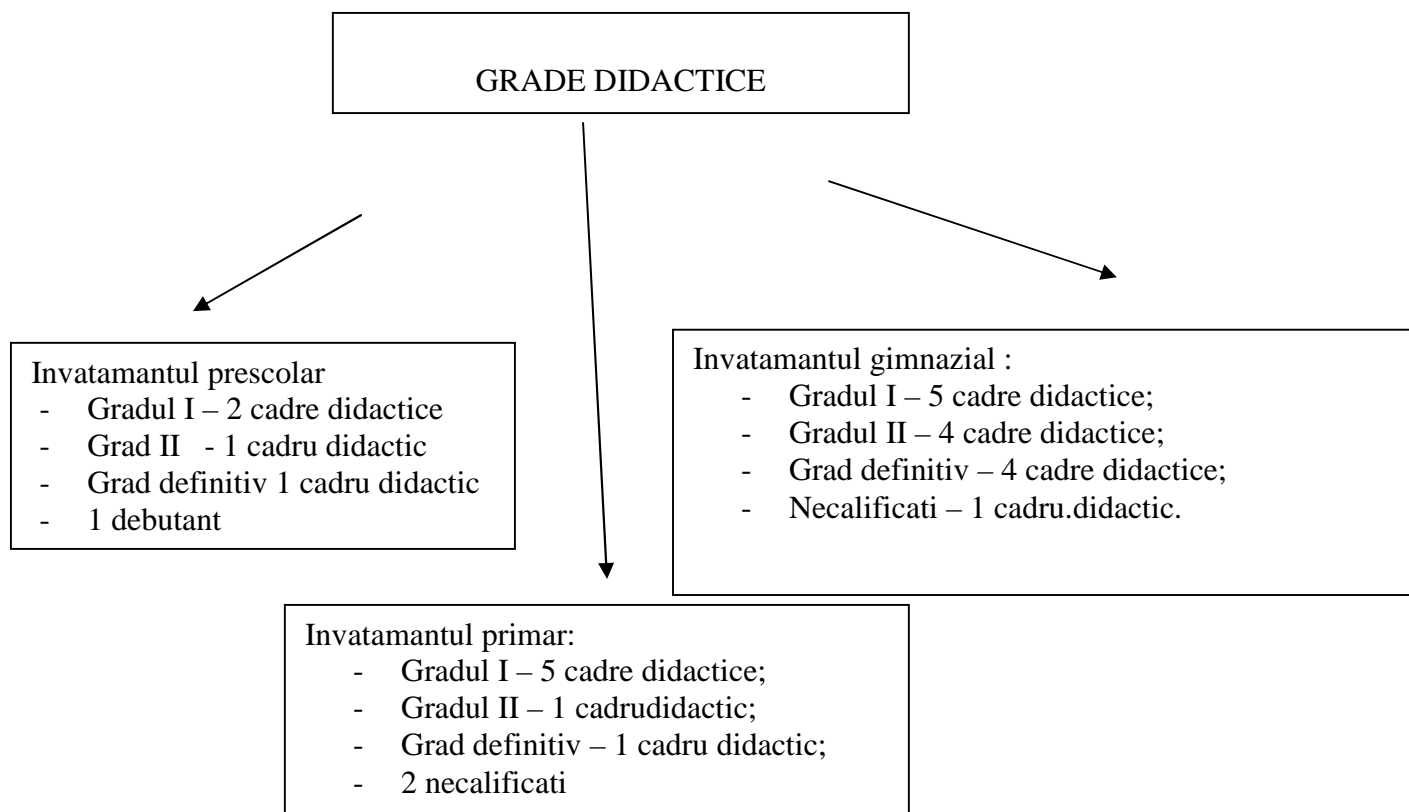 GRADE DIDACTICE
Invatamantul prescolar
- Gradul I – 2 cadre didactice
- Grad II - 1 cadru didactic
- Grad definitiv 1 cadru didactic
- 1 debutant
Invatamantul gimnazial :
- Gradul I – 5 cadre didactice;
- Gradul II – 4 cadre didactice;
- Grad definitiv – 4 cadre didactice;
- Necalificati – 1 cadru.didactic.
Invatamantul primar:
- Gradul I – 5 cadre didactice;
- Gradul II – 1 cadrudidactic;
- Grad definitiv – 1 cadru didactic;
- 2 necalificati